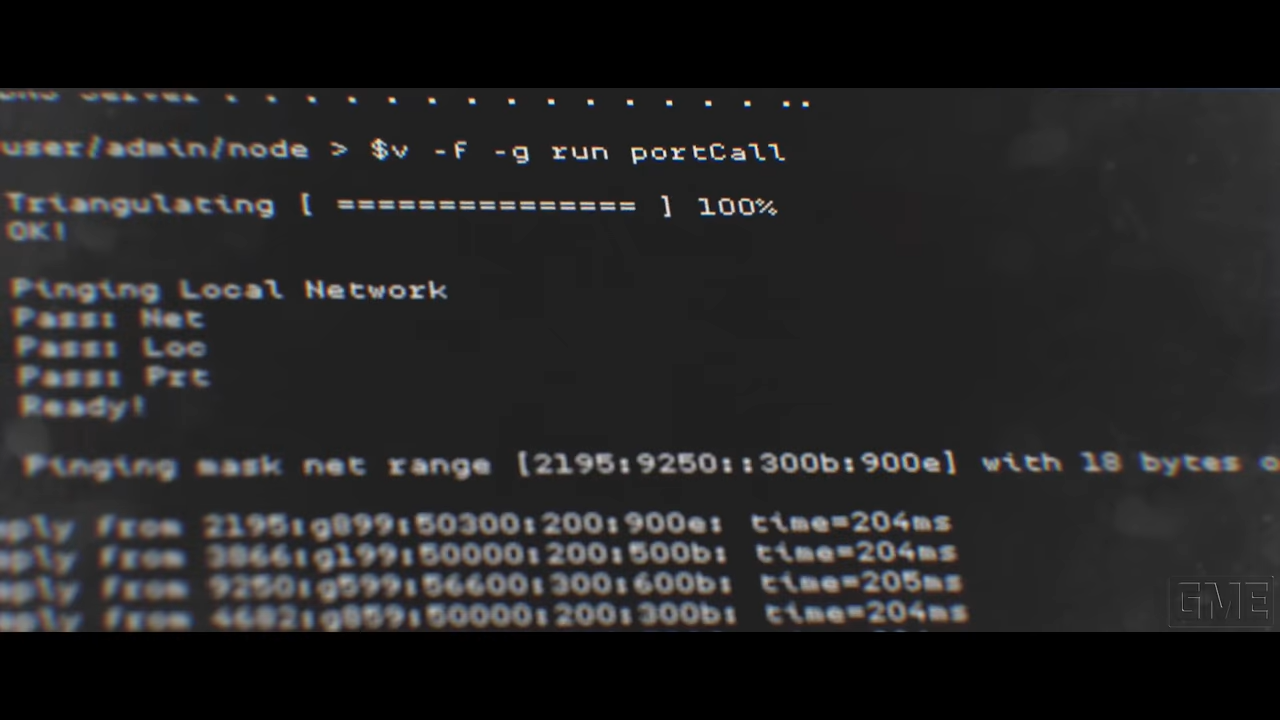 DNS Server . . . . . . . . . . . . . . . ..
user/admin/node > $v -f -g run portCall
Triangulating [ =============== ] 100%
OK!
Pinging Local Network
Pass: Net
Pass: Loc
Pass: Prt
Ready!
Pinging mask net range [2195:9250::300b:900e] with 18 bytes
from 2195:g899:50300:200:900e: time=204ms
from 3866:g199:50000:200:500b: time=204ms
from 9250:g599:56600:300:600b: time=205ms
from 4682:g859:50000:200:300b: time=204ms
GME